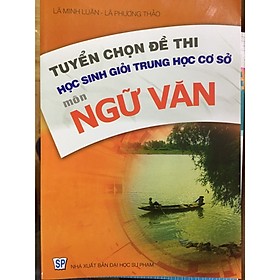 LÃ MINH LUẬN - LÃ PHƯƠNG THẢO
TUYỂN CHỌN ĐỀ THI
HỌC SINH GIỎI TRUNG HỌC CƠ SỞ
môn
NGỮ VĂN
SP
NHÀ XUẤT BẢN ĐẠI HỌC SƯ PHẠM